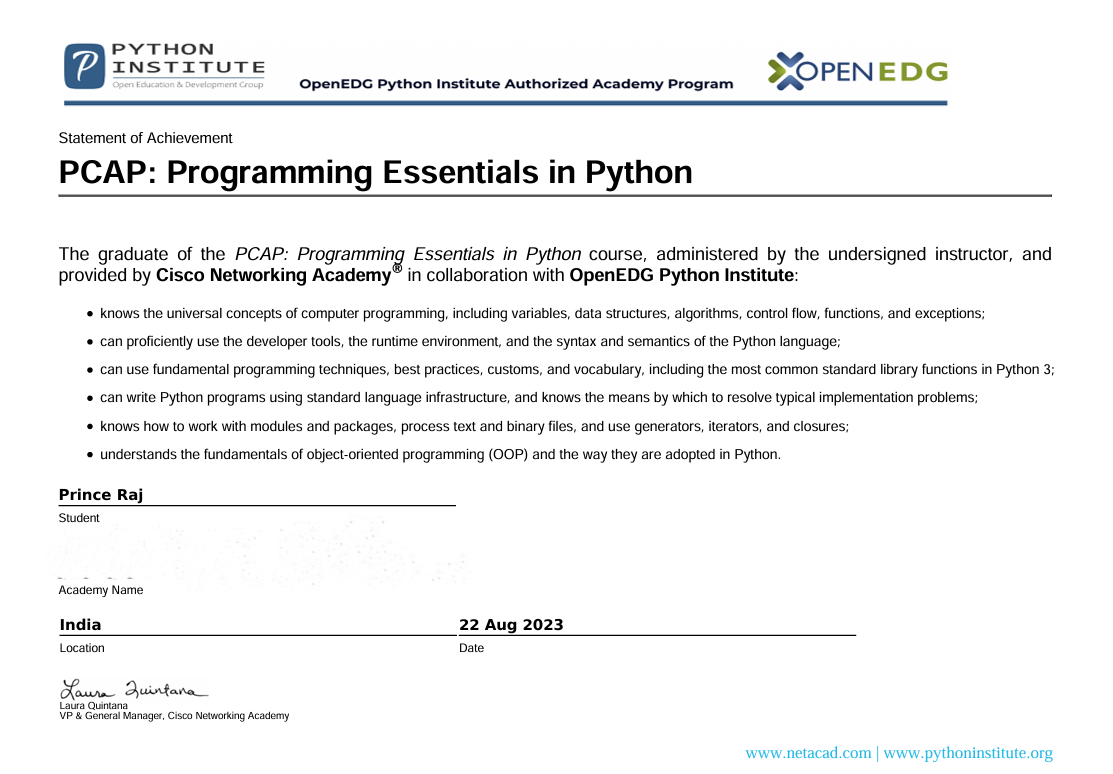 PYTHON
INSTITUTE
Open Education & Development Group
OpenEDG Python Institute Authorized Academy Program
OPENEDG
Statement of Achievement
PCAP: Programming Essentials in Python
The graduate of the PCAP: Programming Essentials in Python course, administered by the undersigned instructor, and
provided by Cisco Networking Academy® in collaboration with OpenEDG Python Institute:
• knows the universal concepts of computer programming, including variables, data structures, algorithms, control flow, functions, and exceptions;
• can proficiently use the developer tools, the runtime environment, and the syntax and semantics of the Python language;
• can use fundamental programming techniques, best practices, customs, and vocabulary, including the most common standard library functions in Python 3;
• can write Python programs using standard language infrastructure, and knows the means by which to resolve typical implementation problems;
• knows how to work with modules and packages, process text and binary files, and use generators, iterators, and closures;
• understands the fundamentals of object-oriented programming (OOP) and the way they are adopted in Python.
Prince Raj
Student
Academy Name
India
22 Aug 2023
Location
Date
Laura Quintana
Laura Quintana
VP & General Manager, Cisco Networking Academy
www.netacad.com | www.pythoninstitute.org